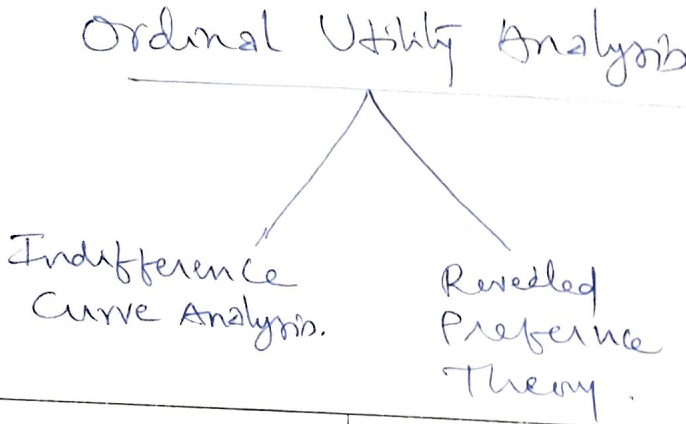 Ordinal Utility Analysis
Indifference
Curve Analysis.
Revealed
Preference
Theory.